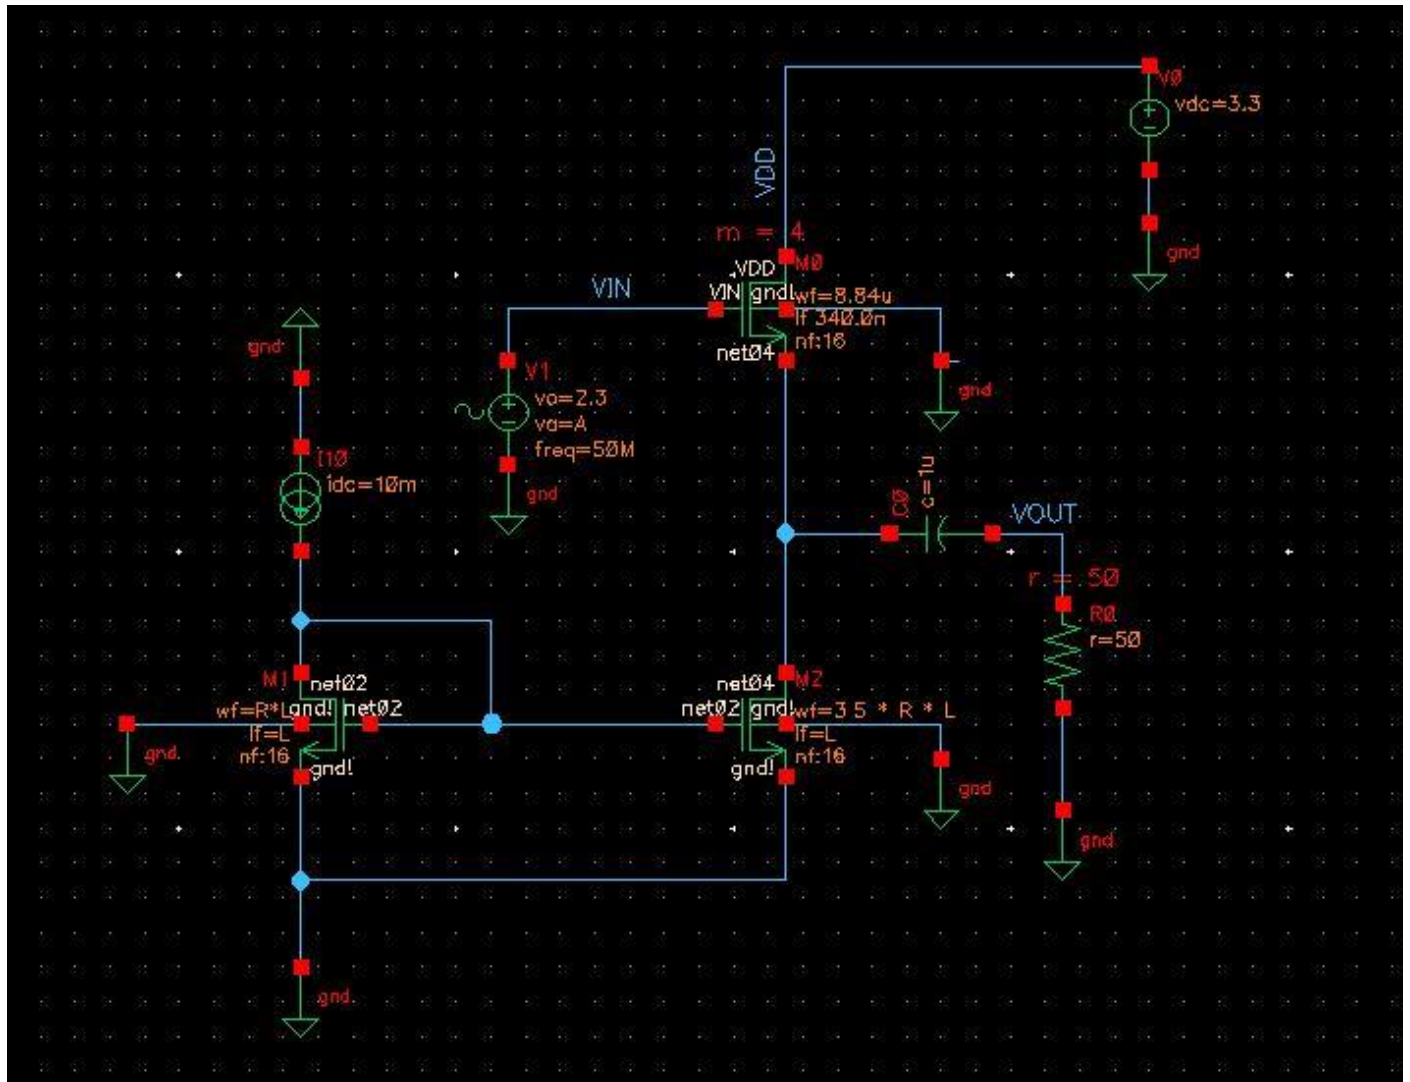 V0
vdc=3.3
VDD
gnd
m = 4
M0
VDD
VIN
VIN gnd!
wf=8.84u
lf 340.0n
nf:16
net04
gnd
gnd
V1
vo=2.3
va=A
freq=50M
gnd
I10
idc=10m
C0
c=1u
VOUT
r = 50
R0
r=50
M1
net02
wf=R*L
gnd! net02
lf=L
nf:16
gnd!
gnd
net04
M2
net02 gnd!
wf=3 5 * R * L
lf=L
nf:16
gnd!
gnd
gnd
gnd